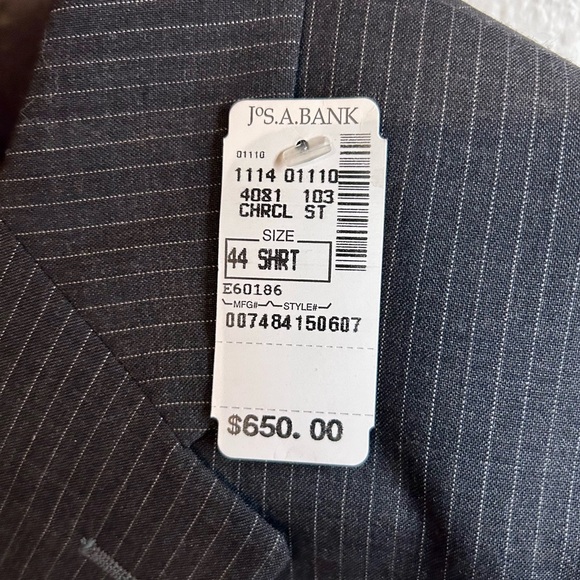 JoS.A.BANK
01110
1114 01110
4081 103
CHRCL ST
SIZE
44 SHRT
E60186
MFG# STYLE#
007484150607
$650.00